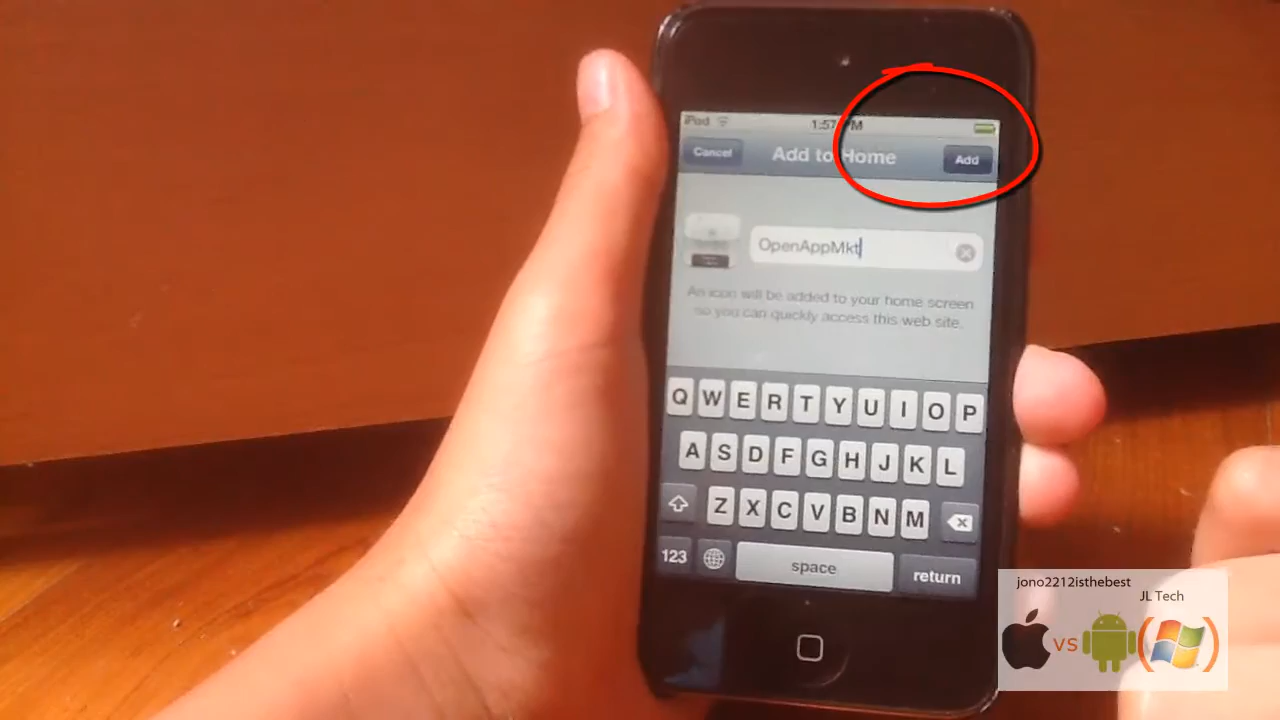 iPod 1:57 PM
Cancel Add to Home Add
OpenAppMkt
An icon will be added to your home screen
so you can quickly access this web site.
Q W E R T Y U I O P
A S D F G H J K L
Z X C V B N M
123 space return
jono2212isthebest
JL Tech
vs ( )